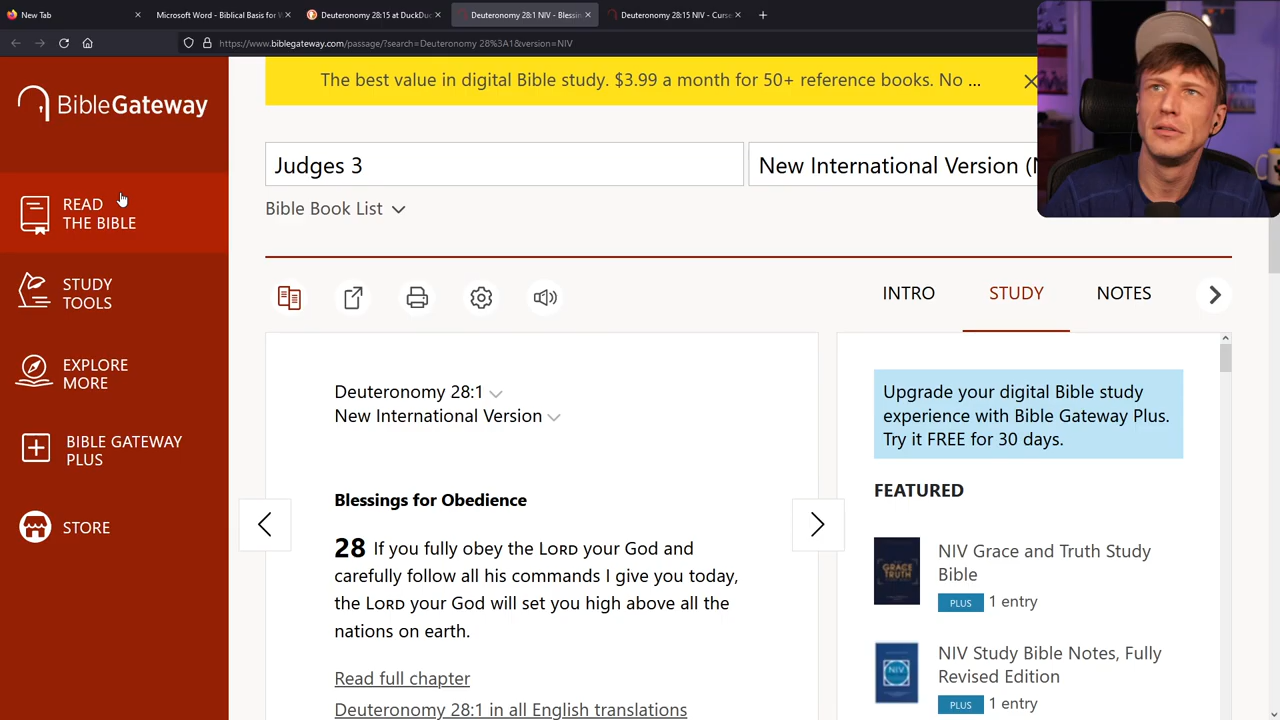 New Tab
Microsoft Word - Biblical Basis for W
Deuteronomy 28:15 at DuckDuc
Deuteronomy 28:1 NIV - Blessin
Deuteronomy 28:15 NIV - Curse
https://www.biblegateway.com/passage/?search=Deuteronomy 28%3A1&version=NIV
BibleGateway
READ
THE BIBLE
STUDY
TOOLS
EXPLORE
MORE
BIBLE GATEWAY
PLUS
STORE
The best value in digital Bible study. $3.99 a month for 50+ reference books. No ...
Judges 3
New International Version (N
Bible Book List
INTRO
STUDY
NOTES
Deuteronomy 28:1
New International Version
Blessings for Obedience
28 If you fully obey the LORD your God and
carefully follow all his commands I give you today,
the LORD your God will set you high above all the
nations on earth.
Read full chapter
Deuteronomy 28:1 in all English translations
Upgrade your digital Bible study
experience with Bible Gateway Plus.
Try it FREE for 30 days.
FEATURED
GRACE
TRUTH
NIV Grace and Truth Study
Bible
PLUS 1 entry
NIV
NIV Study Bible Notes, Fully
Revised Edition
PLUS 1 entry